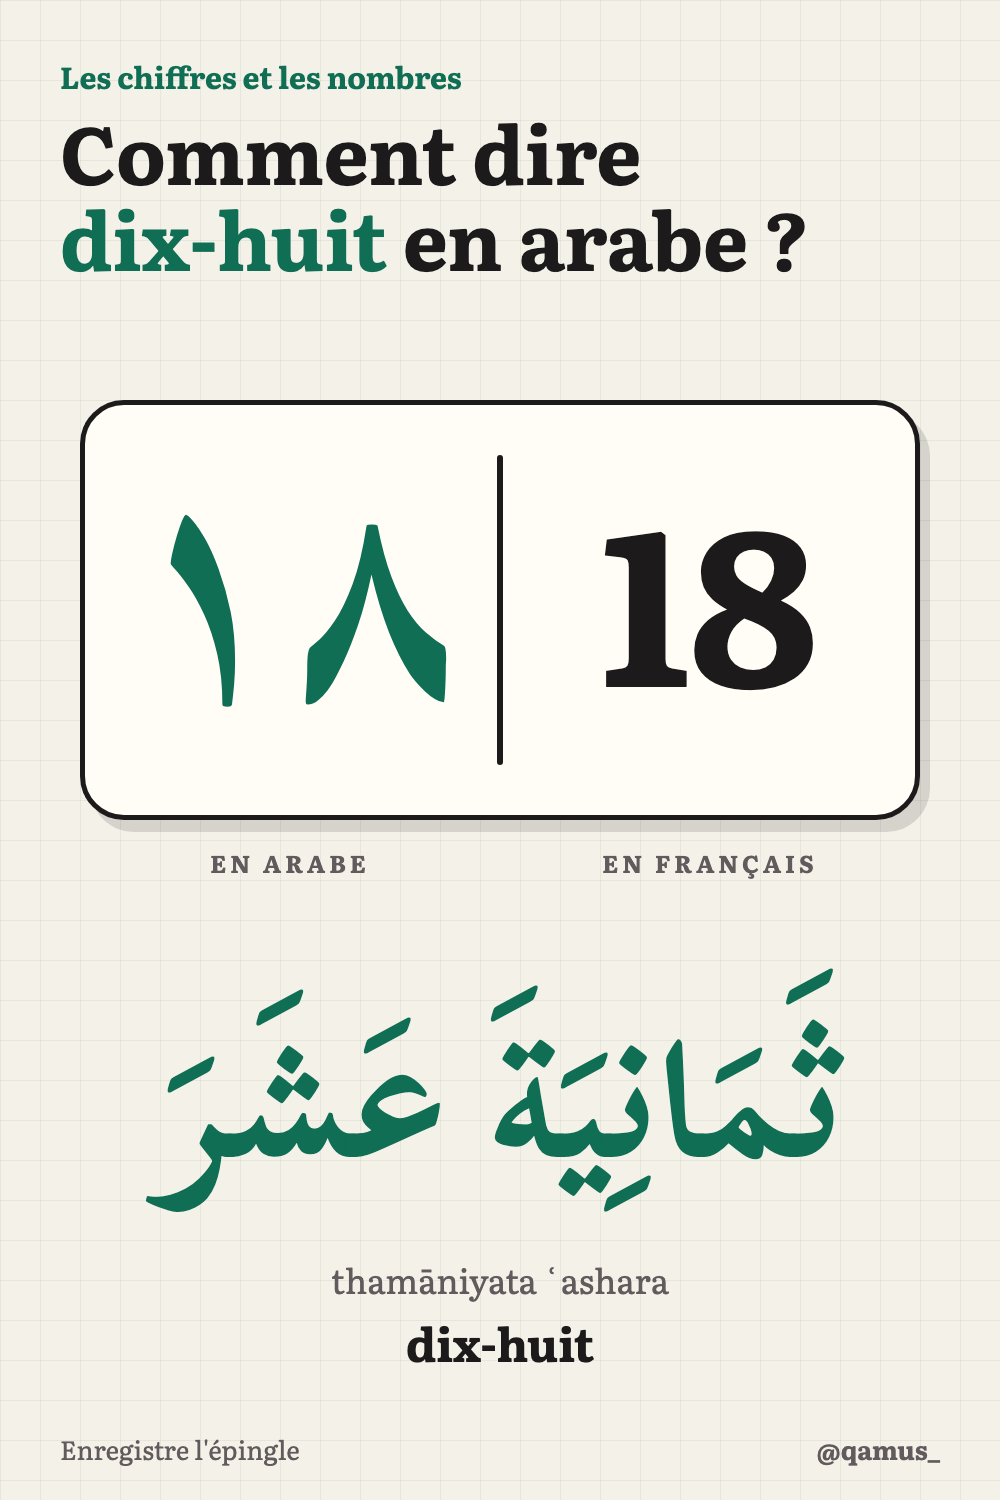 Les chiffres et les nombres
Comment dire
dix-huit en arabe ?
١٨
18
EN ARABE
EN FRANÇAIS
ثَمَانِيَةَ عَشَرَ
thamāniyata ʿashara
dix-huit
Enregistre l'épingle
@qamus_